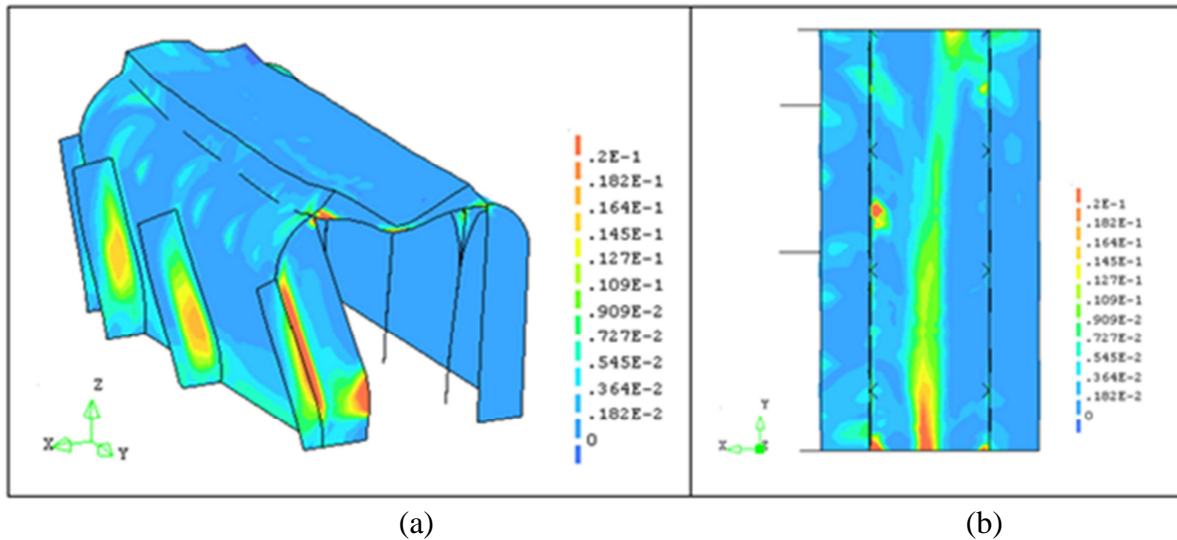 .2E-1
.182E-1
.164E-1
.145E-1
.127E-1
.109E-1
.909E-2
.727E-2
.545E-2
.364E-2
.182E-2
0
Z
X
Y
.2E-1
.182E-1
.164E-1
.145E-1
.127E-1
.109E-1
.909E-2
.727E-2
.545E-2
.364E-2
.182E-2
0
Y
X
Z
(a)
(b)